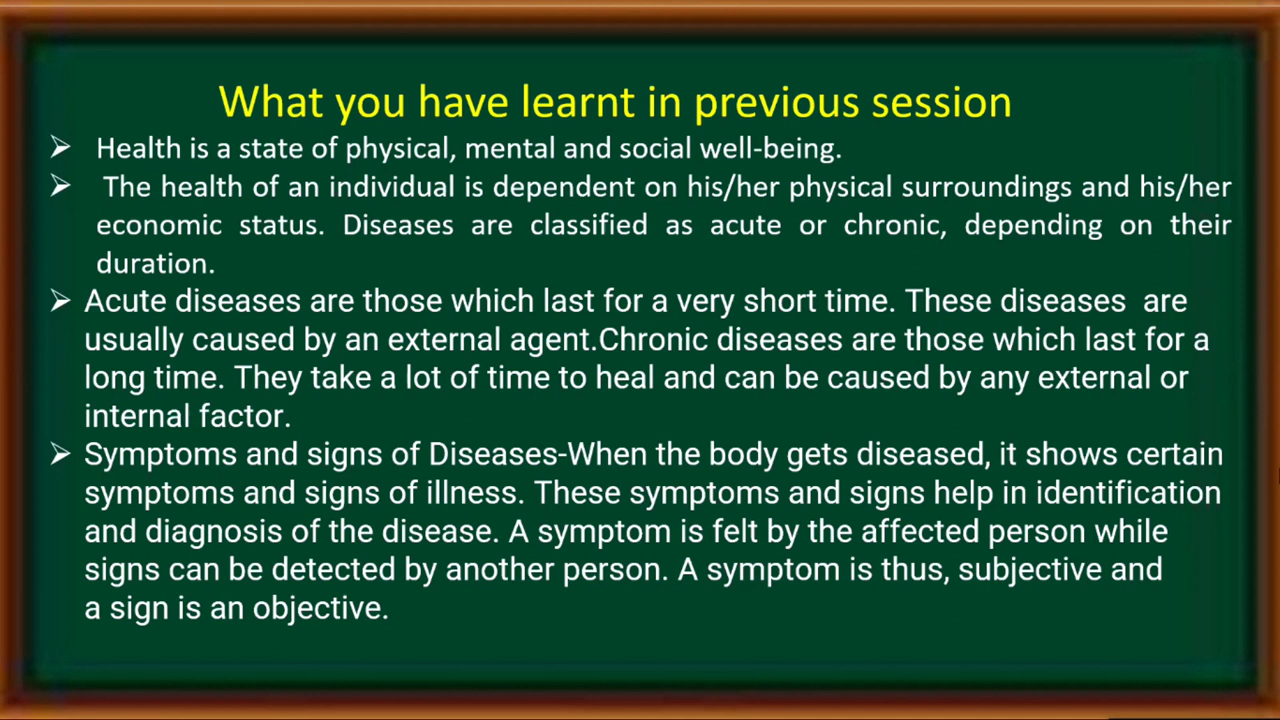 What you have learnt in previous session
➢ Health is a state of physical, mental and social well-being.
➢ The health of an individual is dependent on his/her physical surroundings and his/her
economic status. Diseases are classified as acute or chronic, depending on their
duration.
➢ Acute diseases are those which last for a very short time. These diseases are
usually caused by an external agent.Chronic diseases are those which last for a
long time. They take a lot of time to heal and can be caused by any external or
internal factor.
➢ Symptoms and signs of Diseases-When the body gets diseased, it shows certain
symptoms and signs of illness. These symptoms and signs help in identification
and diagnosis of the disease. A symptom is felt by the affected person while
signs can be detected by another person. A symptom is thus, subjective and
a sign is an objective.